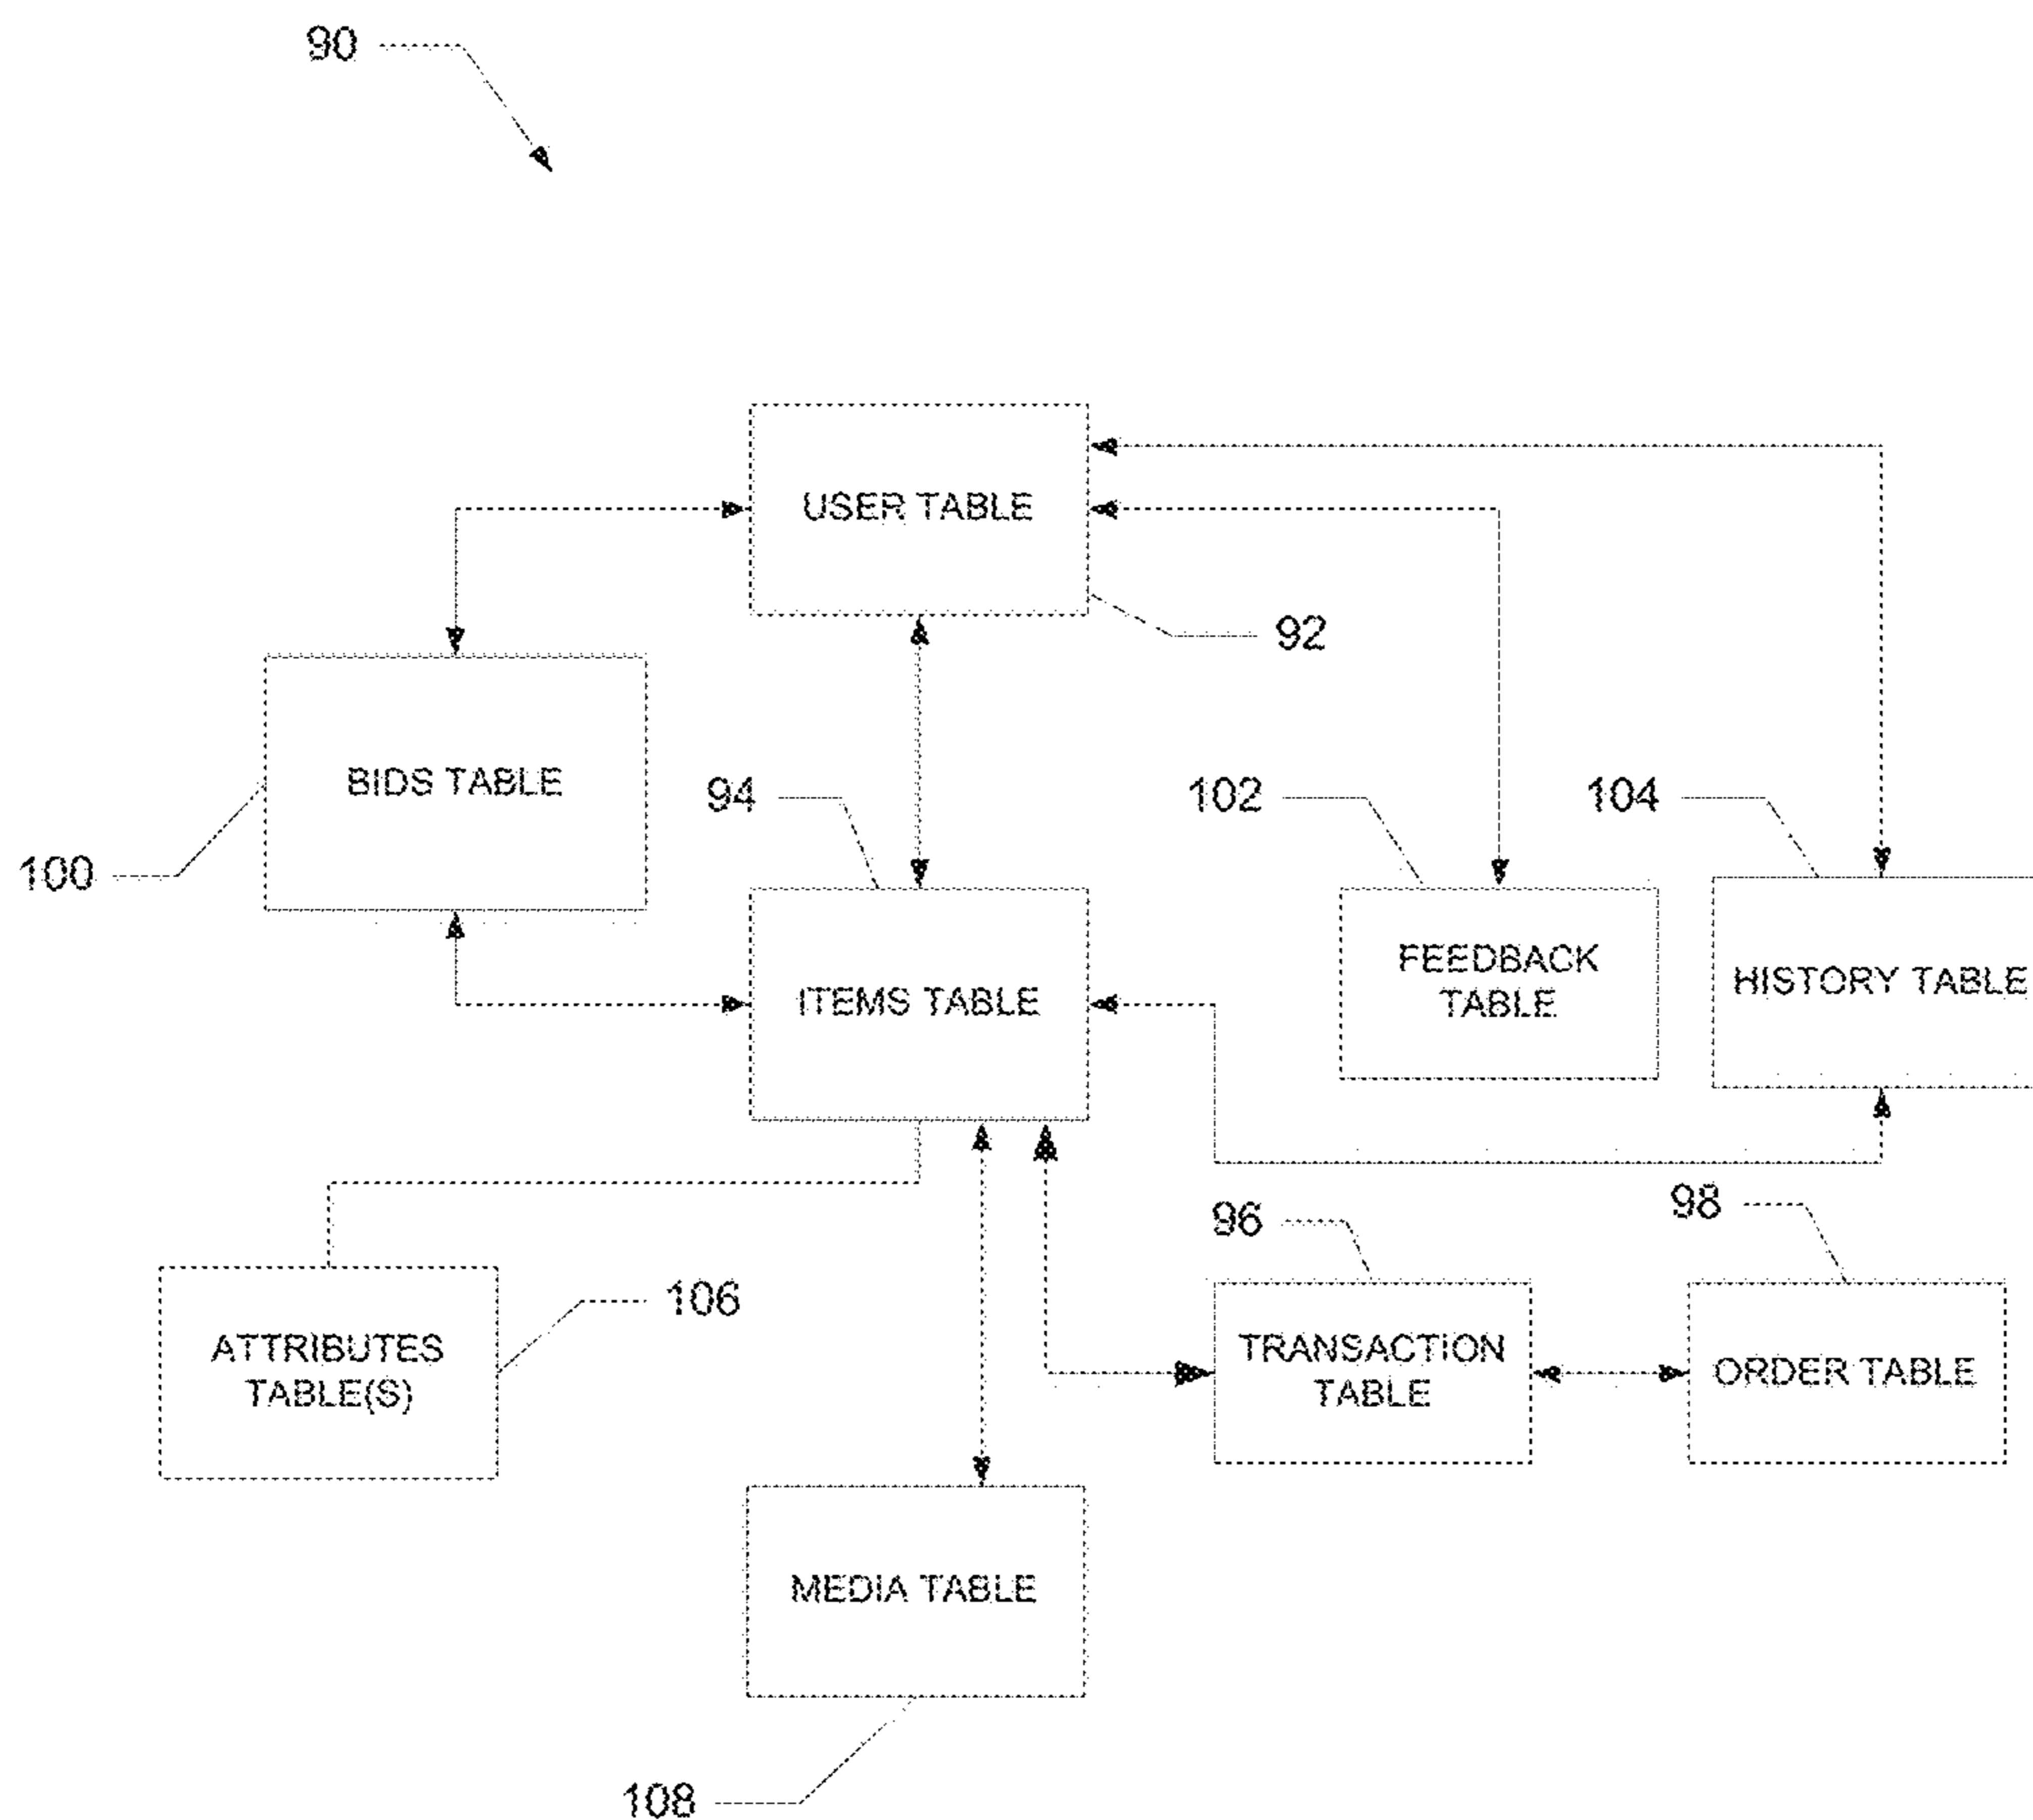 90
USER TABLE
92
BIDS TABLE
94
102
104
100
FEEDBACK
TABLE
HISTORY TABLE
ITEMS TABLE
96
98
106
ATTRIBUTES
TABLE(S)
TRANSACTION
TABLE
ORDER TABLE
MEDIA TABLE
108